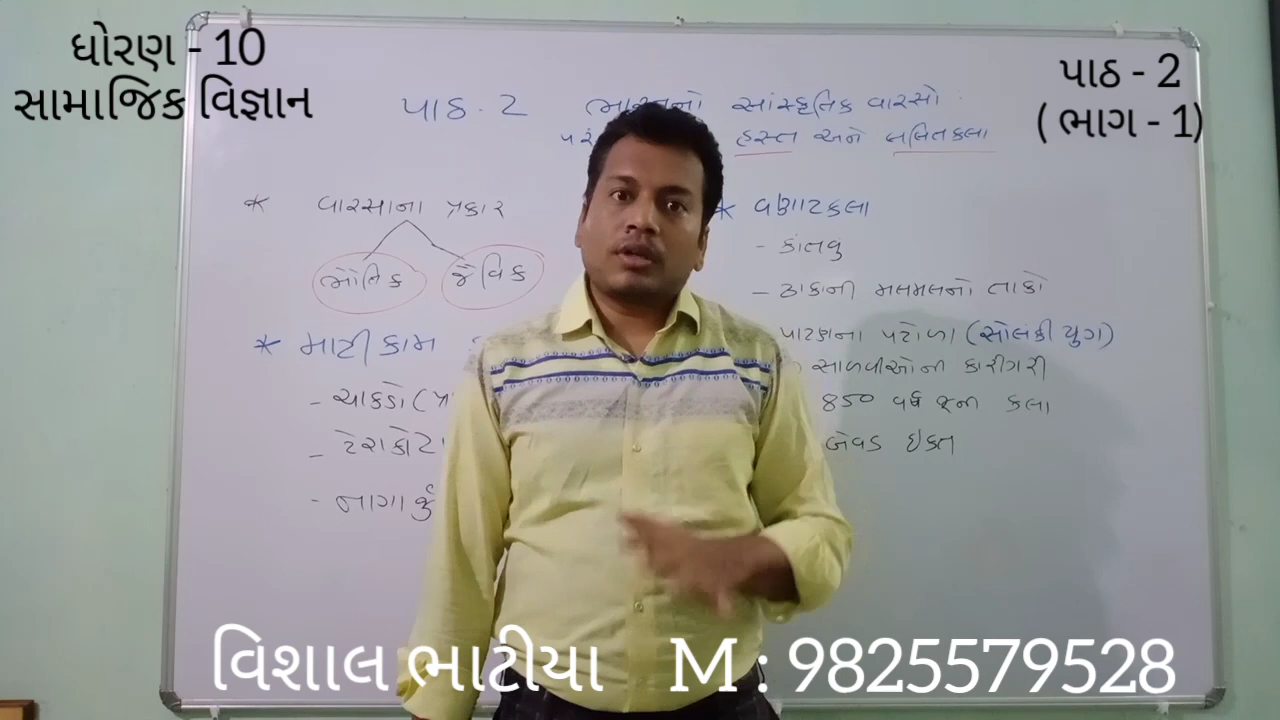 ધોરણ - 10
સામાજિક વિજ્ઞાન
પાઠ - 2
( ભાગ - 1)
પાઠ - 2 સાંસ્કૃતિક વારસો :
હસ્ત અને લલિતકલા
* વારસાના પ્રકાર
ભૌતિક જૈવિક
* માટીકામ
- ચાકડો (
-
- નાગાર્જુ
* વણાટકલા
- કાંતવુ
- ઢાકાની મલમલનો તાકો
પાટણના પટોળા (સોલંકી યુગ)
સાળવીઓની કારીગરી
850 વર્ષ જૂની કલા
બેવડ ઇક્ત
વિશાલ ભાટીયા M : 9825579528